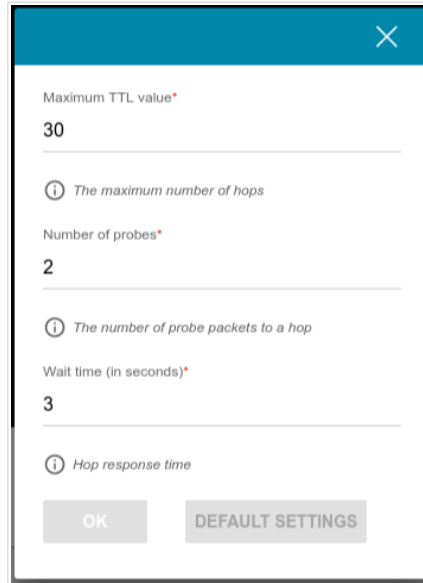 Maximum TTL value*
30
The maximum number of hops
Number of probes*
2
The number of probe packets to a hop
Wait time (in seconds)*
3
Hop response time
OK
DEFAULT SETTINGS